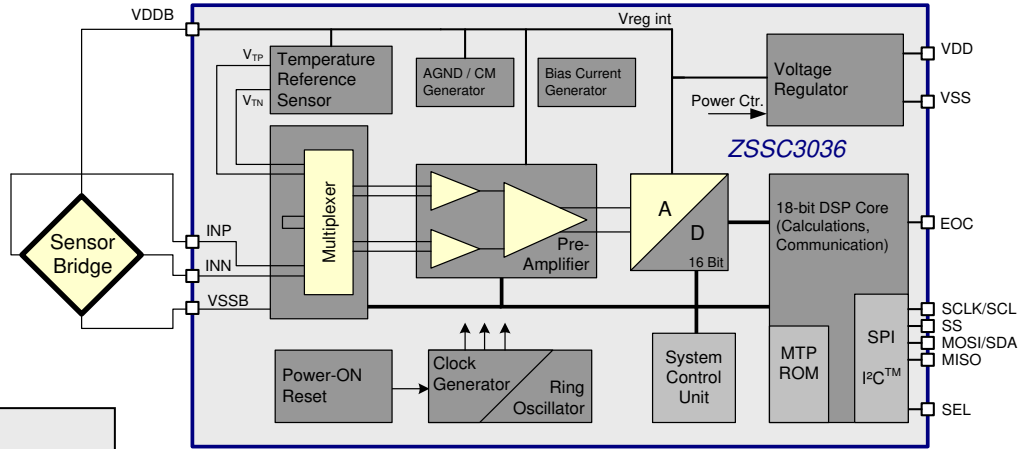 VDDB
Vreg int
VTP
VTN
Temperature
Reference
Sensor
AGND / CM
Generator
Bias Current
Generator
Voltage
Regulator
Power Ctr.
VDD
VSS
ZSSC3036
Multiplexer
Pre-
Amplifier
A
D
16 Bit
18-bit DSP Core
(Calculations,
Communication)
EOC
Sensor
Bridge
INP
INN
VSSB
SCLK/SCL
SS
MOSI/SDA
MISO
SEL
SPI
I²C™
MTP
ROM
System
Control
Unit
Power-ON
Reset
Clock
Generator
Ring
Oscillator